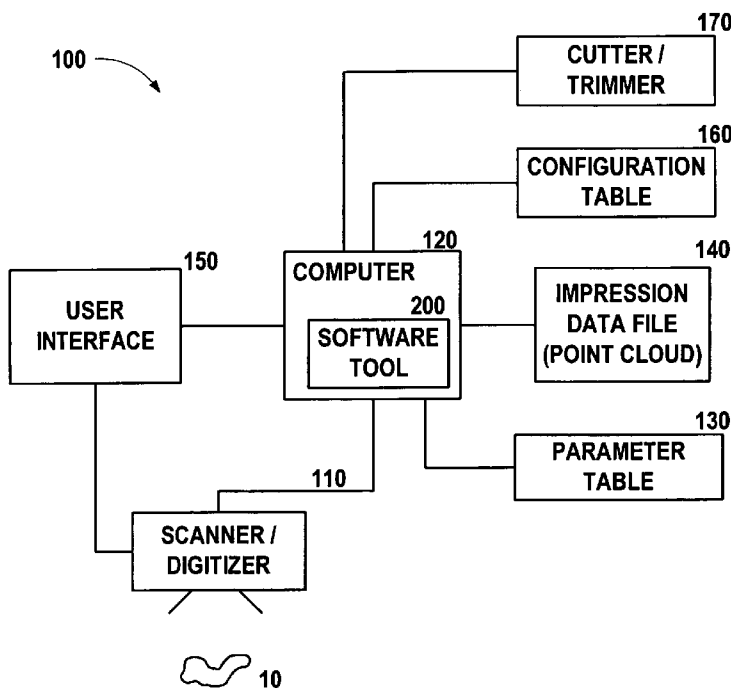 170
100
CUTTER /
TRIMMER
160
CONFIGURATION
TABLE
120
140
150
COMPUTER
USER
INTERFACE
200
SOFTWARE
TOOL
IMPRESSION
DATA FILE
(POINT CLOUD)
130
PARAMETER
TABLE
110
SCANNER /
DIGITIZER
10